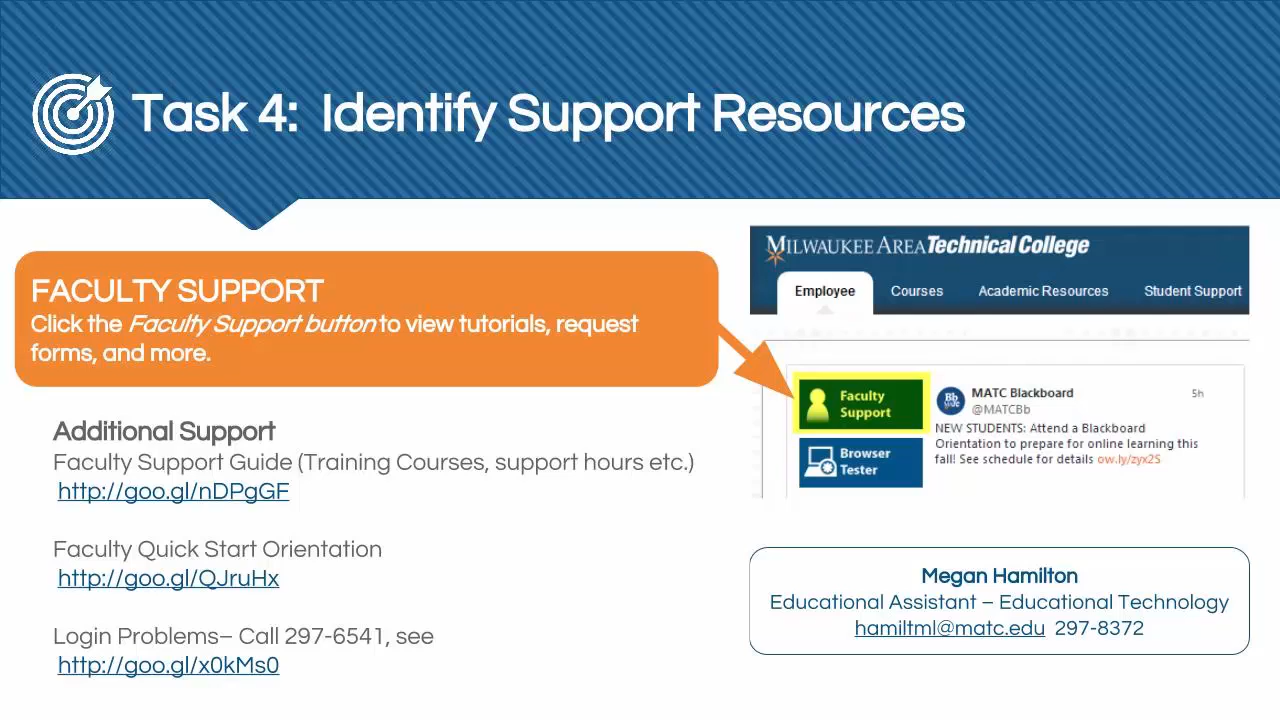 Task 4: Identify Support Resources
FACULTY SUPPORT
Click the Faculty Support button to view tutorials, request
forms, and more.
Additional Support
Faculty Support Guide (Training Courses, support hours etc.)
http://goo.gl/nDPgGF
Faculty Quick Start Orientation
http://goo.gl/QJruHx
Login Problems– Call 297-6541, see
http://goo.gl/x0kMs0
MILWAUKEE AREA Technical College
Employee Courses Academic Resources Student Support
Faculty
Support
Browser
Tester
Bb
MATC
MATC Blackboard 5h
@MATCBb
NEW STUDENTS: Attend a Blackboard
Orientation to prepare for online learning this
fall! See schedule for details ow.ly/zyx2S
Megan Hamilton
Educational Assistant – Educational Technology
hamiltml@matc.edu 297-8372